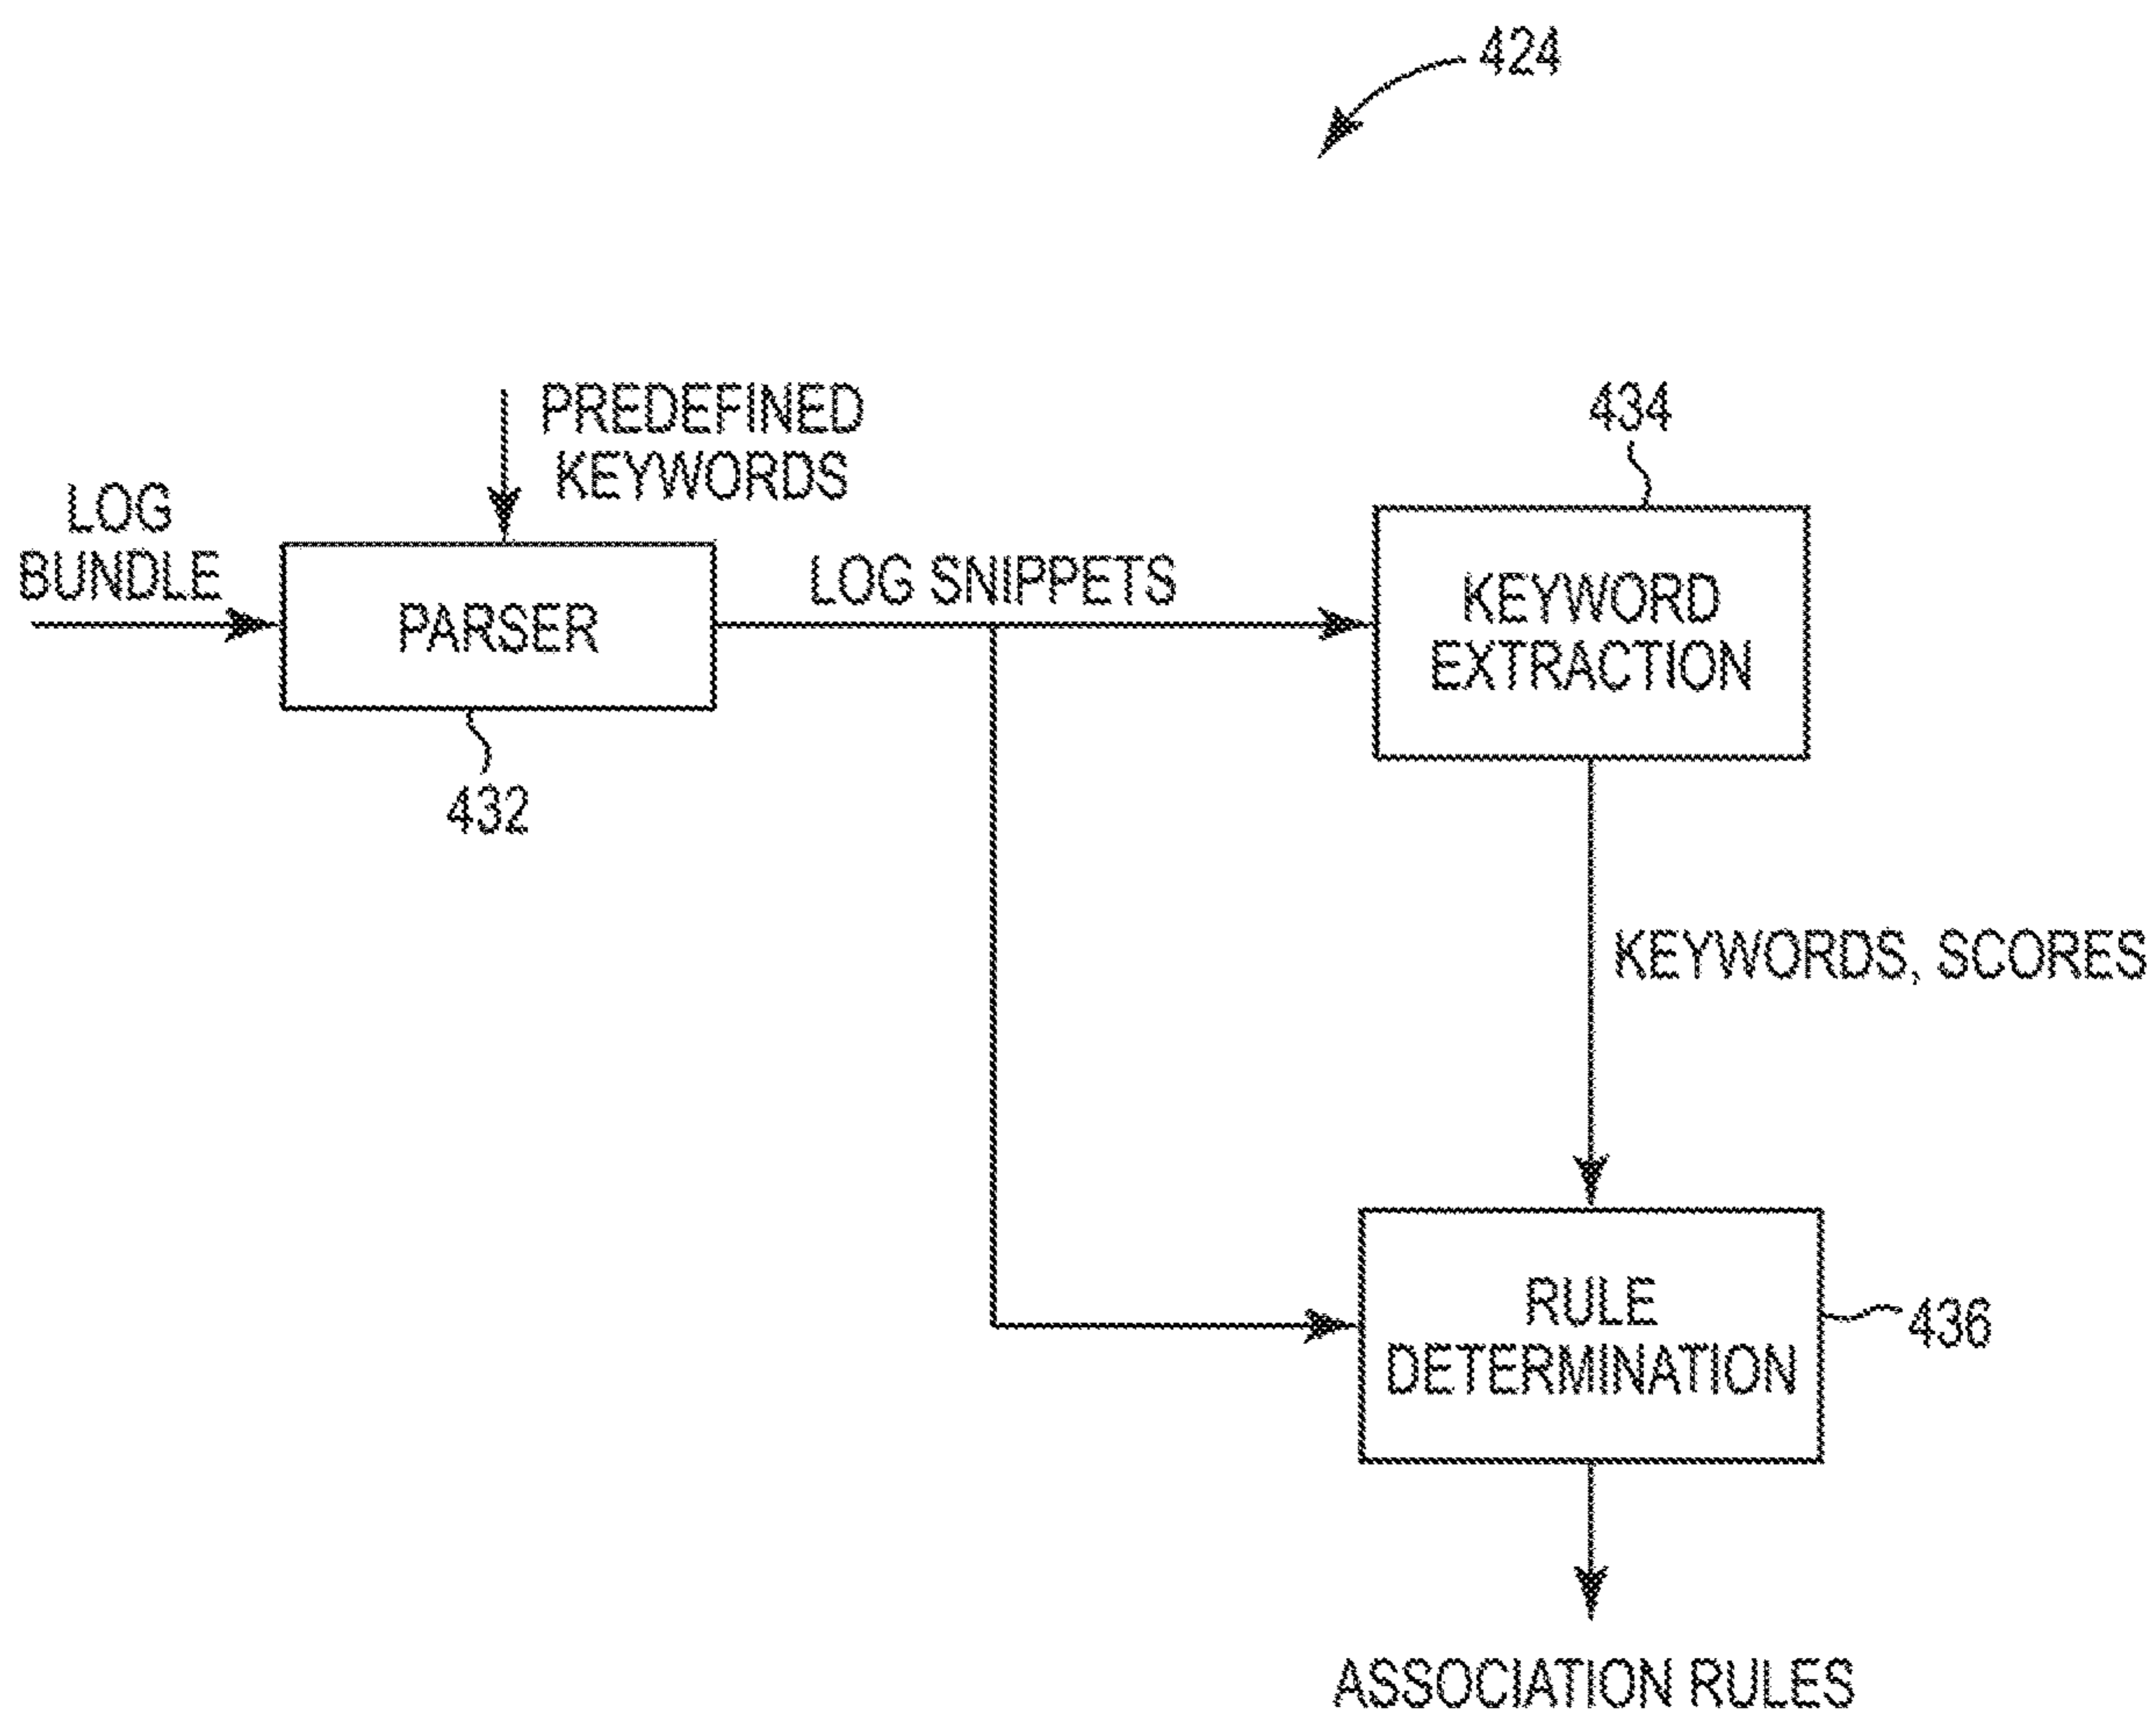 424
PREDEFINED
KEYWORDS
434
LOG
BUNDLE
LOG SNIPPETS
PARSER
KEYWORD
EXTRACTION
432
KEYWORDS, SCORES
RULE
DETERMINATION
436
ASSOCIATION RULES